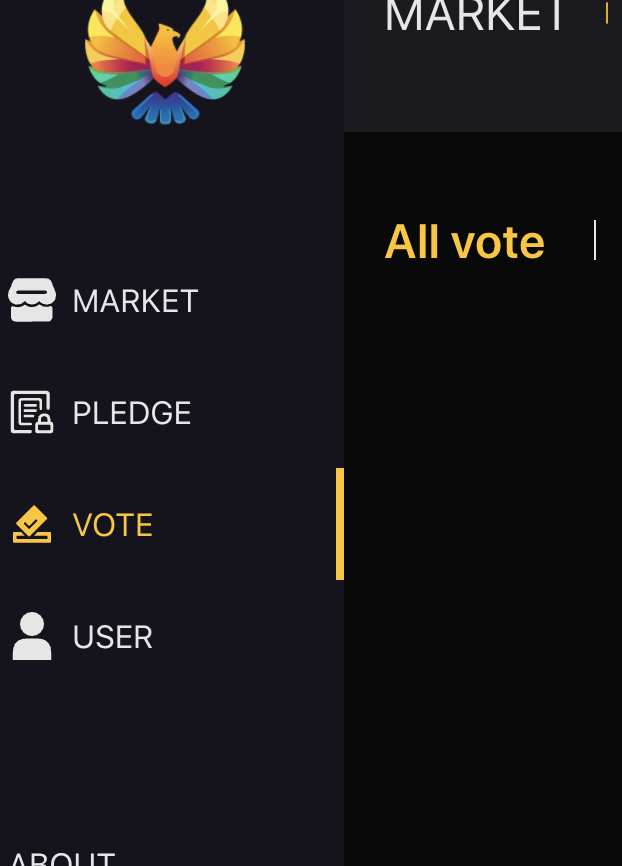 MARKET
All vote
MARKET
PLEDGE
VOTE
USER
ABOUT